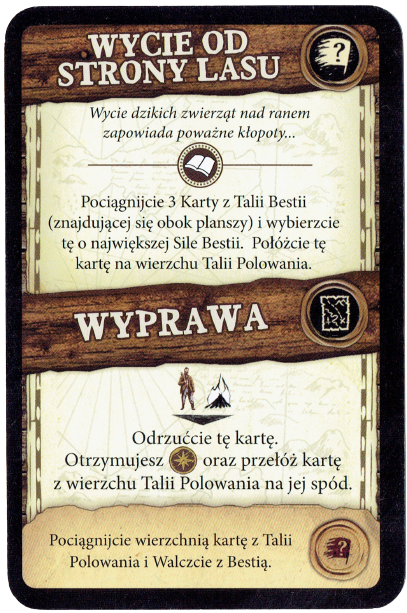 WYCIE OD
STRONY LASU
?
Wycie dzikich zwierząt nad ranem
zapowiada poważne kłopoty...
Pociągnijcie 3 Karty z Talii Bestii
(znajdującej się obok planszy) i wybierzcie
tę o największej Sile Bestii. Połóżcie tę
kartę na wierzchu Talii Polowania.
WYPRAWA
Odrzućcie tę kartę.
Otrzymujesz oraz przełóż kartę
z wierzchu Talii Polowania na jej spód.
Pociągnijcie wierzchnią kartę z Talii
Polowania i Walczcie z Bestią.
?